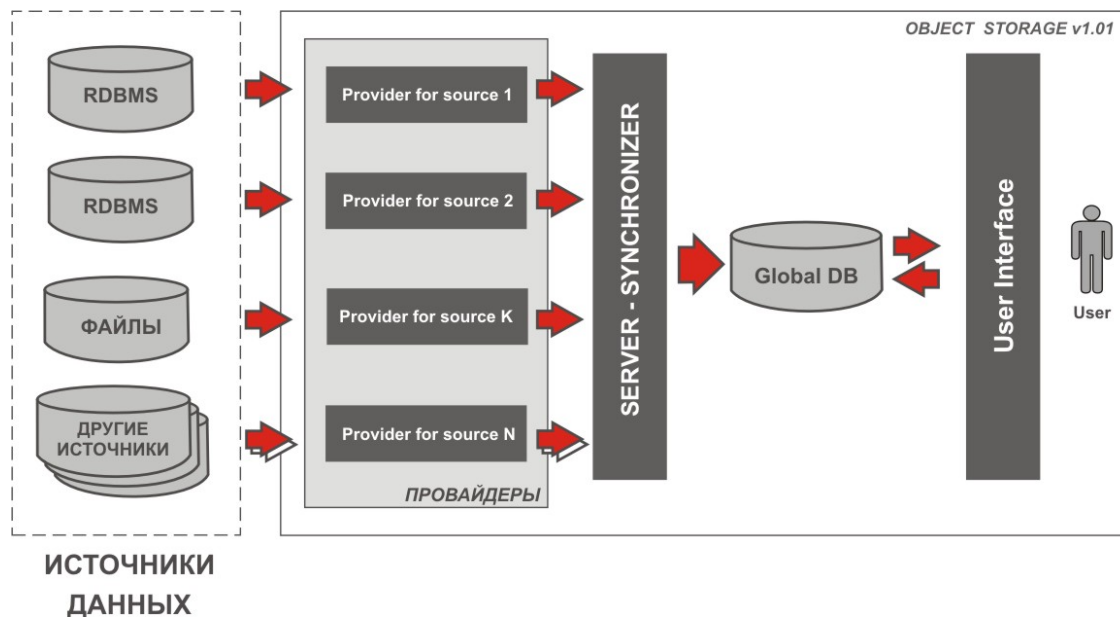 OBJECT STORAGE v1.01
RDBMS
RDBMS
ФАЙЛЫ
ДРУГИЕ
ИСТОЧНИКИ
ИСТОЧНИКИ
ДАННЫХ
Provider for source 1
Provider for source 2
Provider for source K
Provider for source N
ПРОВАЙДЕРЫ
SERVER - SYNCHRONIZER
Global DB
User Interface
User